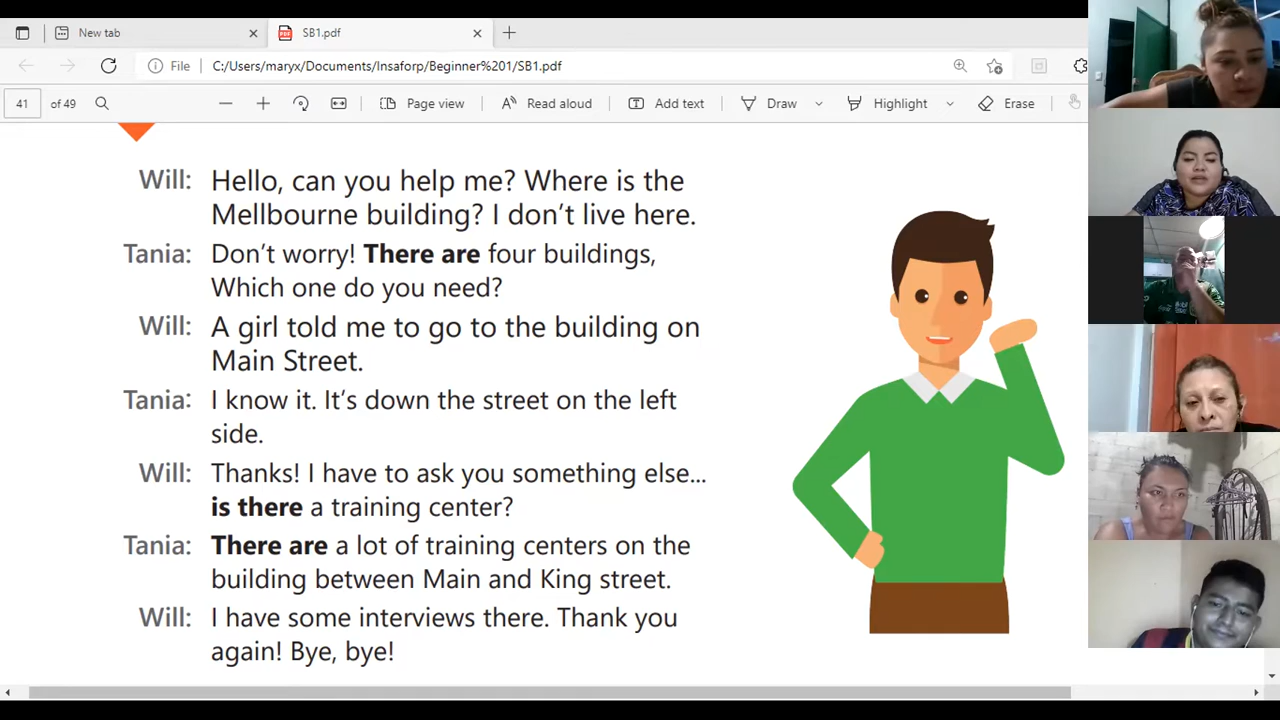 New tab
SB1.pdf
File C:/Users/maryx/Documents/Insaforp/Beginner%201/SB1.pdf
41 of 49 Page view Read aloud Add text Draw Highlight Erase
Will: Hello, can you help me? Where is the
Mellbourne building? I don't live here.
Tania: Don't worry! There are four buildings,
Which one do you need?
Will: A girl told me to go to the building on
Main Street.
Tania: I know it. It's down the street on the left
side.
Will: Thanks! I have to ask you something else...
is there a training center?
Tania: There are a lot of training centers on the
building between Main and King street.
Will: I have some interviews there. Thank you
again! Bye, bye!